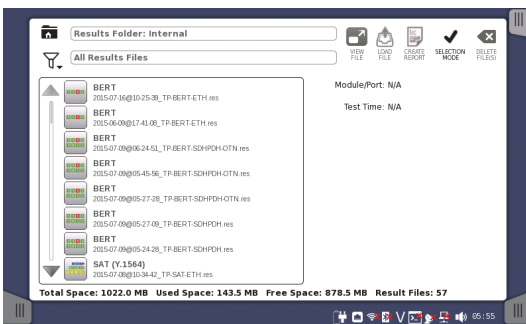 Results Folder: Internal
All Results Files
VIEW FILE
LOAD FILE
CREATE REPORT
SELECTION MODE
DELETE FILE(S)
BERT
2015-07-16@10-25-39_TP-BERT-ETH.res
BERT
2015-06-09@17-41-08_TP-BERT-ETH.res
BERT
2015-07-09@06-24-51_TP-BERT-SDHPDH-OTN.res
BERT
2015-07-09@05-45-56_TP-BERT-SDHPDH-OTN.res
BERT
2015-07-09@05-27-28_TP-BERT-SDHPDH-OTN.res
BERT
2015-07-09@05-27-09_TP-BERT-SDHPDH.res
BERT
2015-07-09@05-24-28_TP-BERT-SDHPDH.res
SAT (Y.1564)
2015-07-08@10-34-42_TP-SAT-ETH.res
Module/Port: N/A
Test Time: N/A
Total Space: 1022.0 MB Used Space: 143.5 MB Free Space: 878.5 MB Result Files: 57
V
05:55